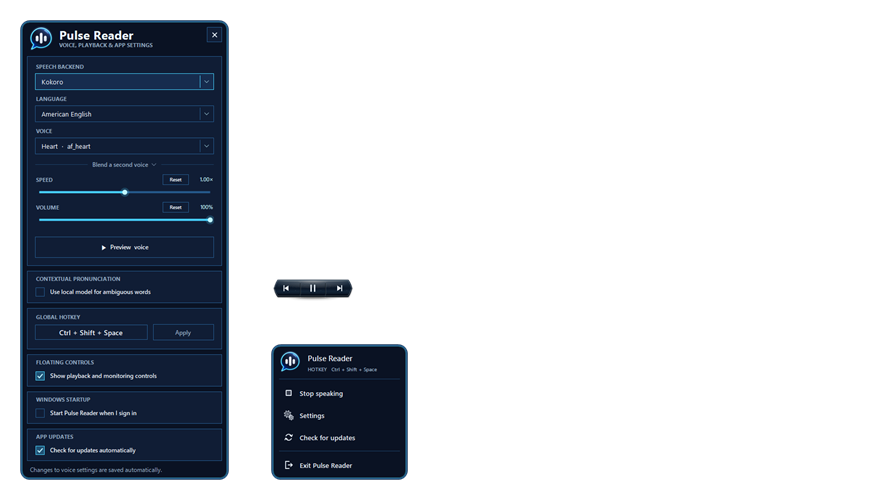 Pulse Reader
VOICE, PLAYBACK & APP SETTINGS
SPEECH BACKEND
Kokoro
LANGUAGE
American English
VOICE
Heart - af_heart
Blend a second voice
SPEED
Reset
1.00×
VOLUME
Reset
100%
Preview voice
CONTEXTUAL PRONUNCIATION
Use local model for ambiguous words
GLOBAL HOTKEY
Ctrl + Shift + Space
Apply
FLOATING CONTROLS
Show playback and monitoring controls
WINDOWS STARTUP
Start Pulse Reader when I sign in
APP UPDATES
Check for updates automatically
Changes to voice settings are saved automatically.
Pulse Reader
HOTKEY Ctrl + Shift + Space
Stop speaking
Settings
Check for updates
Exit Pulse Reader